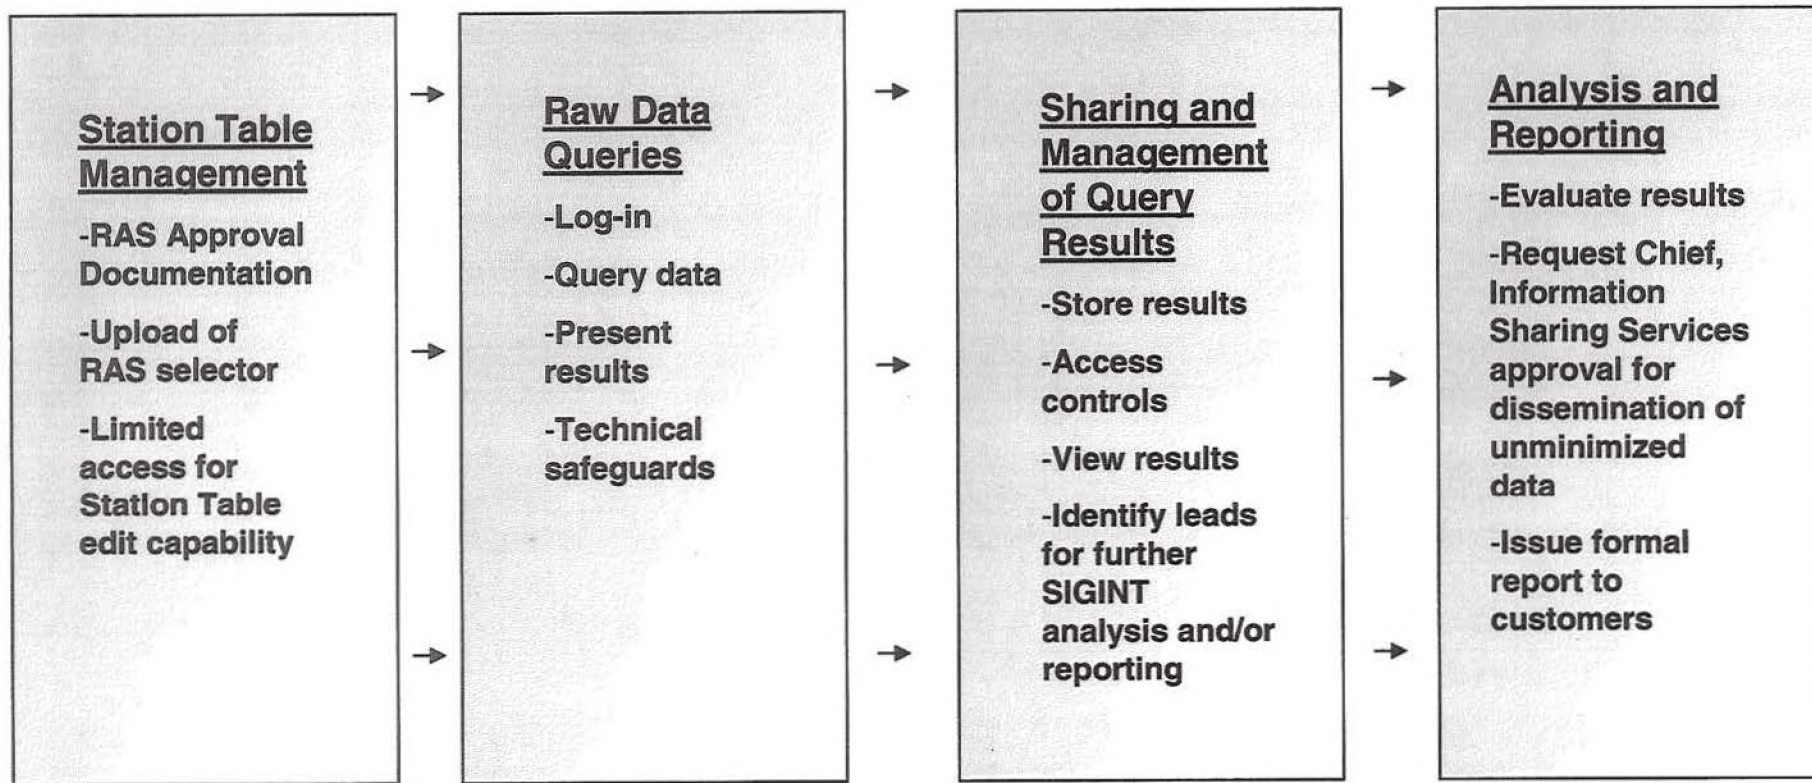 Station Table
Management
-RAS Approval
Documentation
-Upload of
RAS selector
-Limited
access for
Station Table
edit capability
Raw Data
Queries
-Log-in
-Query data
-Present
results
-Technical
safeguards
Sharing and
Management
of Query
Results
-Store results
-Access
controls
-View results
-Identify leads
for further
SIGINT
analysis and/or
reporting
Analysis and
Reporting
-Evaluate results
-Request Chief,
Information
Sharing Services
approval for
dissemination of
unminimized
data
-Issue formal
report to
customers